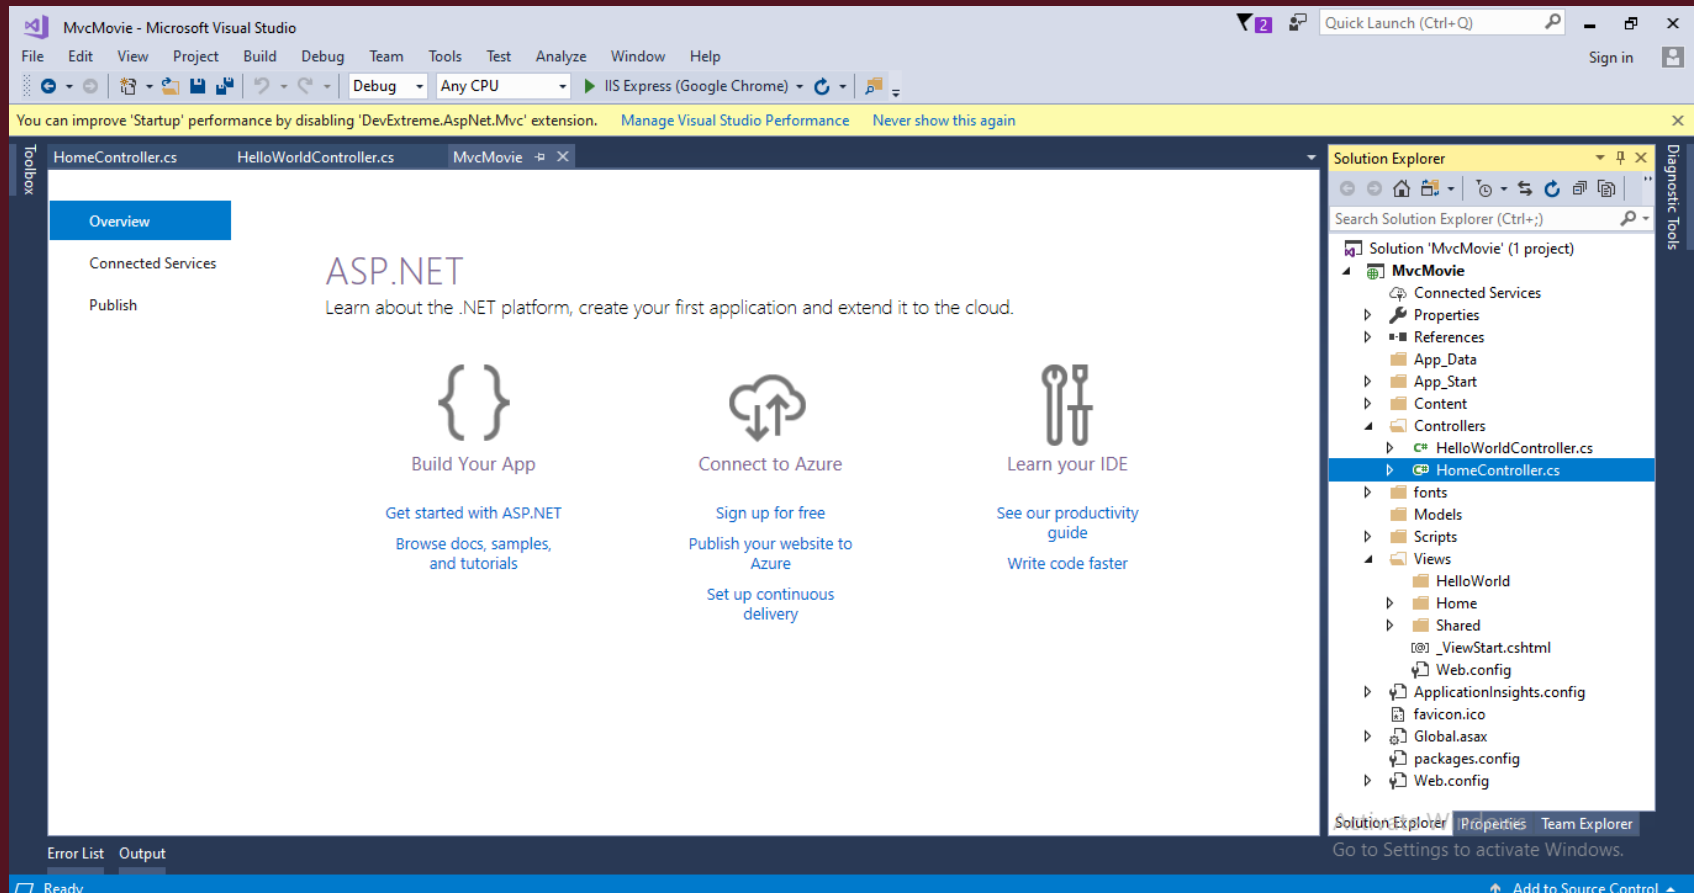 MvcMovie - Microsoft Visual Studio
2
Quick Launch (Ctrl+Q)
File Edit View Project Build Debug Team Tools Test Analyze Window Help
Sign in
Debug Any CPU IIS Express (Google Chrome)
You can improve 'Startup' performance by disabling 'DevExtreme.AspNet.Mvc' extension. Manage Visual Studio Performance Never show this again
Toolbox
HomeController.cs HelloWorldController.cs MvcMovie
Overview
Connected Services
Publish
ASP.NET
Learn about the .NET platform, create your first application and extend it to the cloud.
Build Your App
Get started with ASP.NET
Browse docs, samples,
and tutorials
Connect to Azure
Sign up for free
Publish your website to
Azure
Set up continuous
delivery
Learn your IDE
See our productivity
guide
Write code faster
Solution Explorer
Search Solution Explorer (Ctrl+;)
Solution 'MvcMovie' (1 project)
MvcMovie
Connected Services
Properties
References
App_Data
App_Start
Content
Controllers
C# HelloWorldController.cs
C# HomeController.cs
fonts
Models
Scripts
Views
HelloWorld
Home
Shared
[@] _ViewStart.cshtml
Web.config
ApplicationInsights.config
favicon.ico
Global.asax
packages.config
Web.config
Solution Explorer Properties Team Explorer
Activate Windows
Go to Settings to activate Windows.
Diagnostic Tools
Error List Output
Ready
Add to Source Control